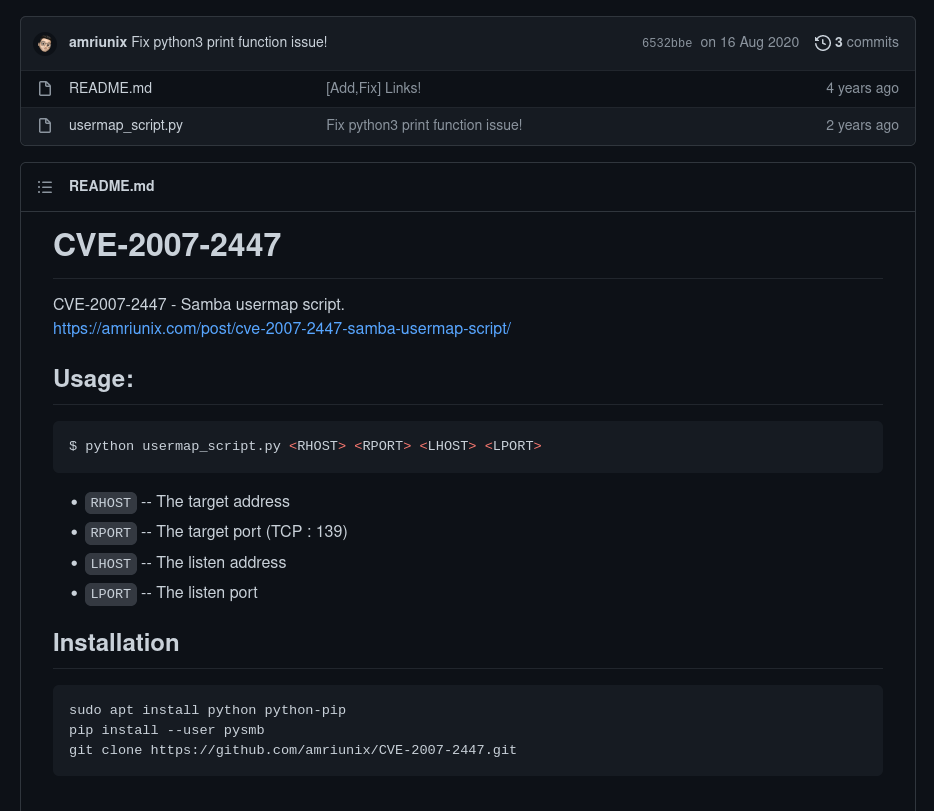 amriunix Fix python3 print function issue! 6532bbe on 16 Aug 2020 3 commits
README.md [Add,Fix] Links! 4 years ago
usermap_script.py Fix python3 print function issue! 2 years ago
README.md
CVE-2007-2447
CVE-2007-2447 - Samba usermap script.
https://amriunix.com/post/cve-2007-2447-samba-usermap-script/
Usage:
$ python usermap_script.py <RHOST> <RPORT> <LHOST> <LPORT>
• RHOST -- The target address
• RPORT -- The target port (TCP : 139)
• LHOST -- The listen address
• LPORT -- The listen port
Installation
sudo apt install python python-pip
pip install --user pysmb
git clone https://github.com/amriunix/CVE-2007-2447.git